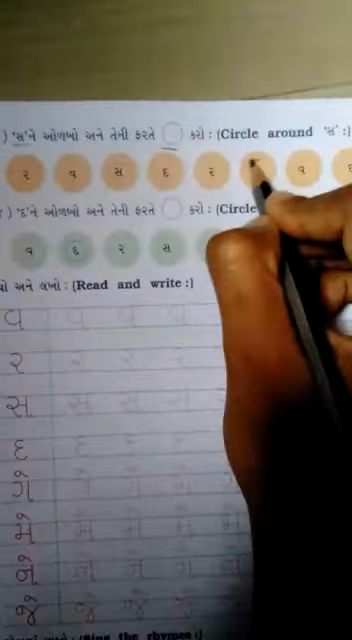 ) 'સ'ને ઓળખો અને તેની ફરતે કરો : (Circle around 'સ' :)
ર વ સ દ ર વ
) 'દ'ને ઓળખો અને તેની ફરતે કરો : (Circle
વ દ ર સ
અને લખો : (Read and write :)
વ વ વ વ
ર ર ર ર
સ સ સ સ
દ દ દ દ
ગે ગે ગે ગે
મે મે મે મે મે
ને ને ને ને ને
જે જે જે જે
(Sing the rhymes:)